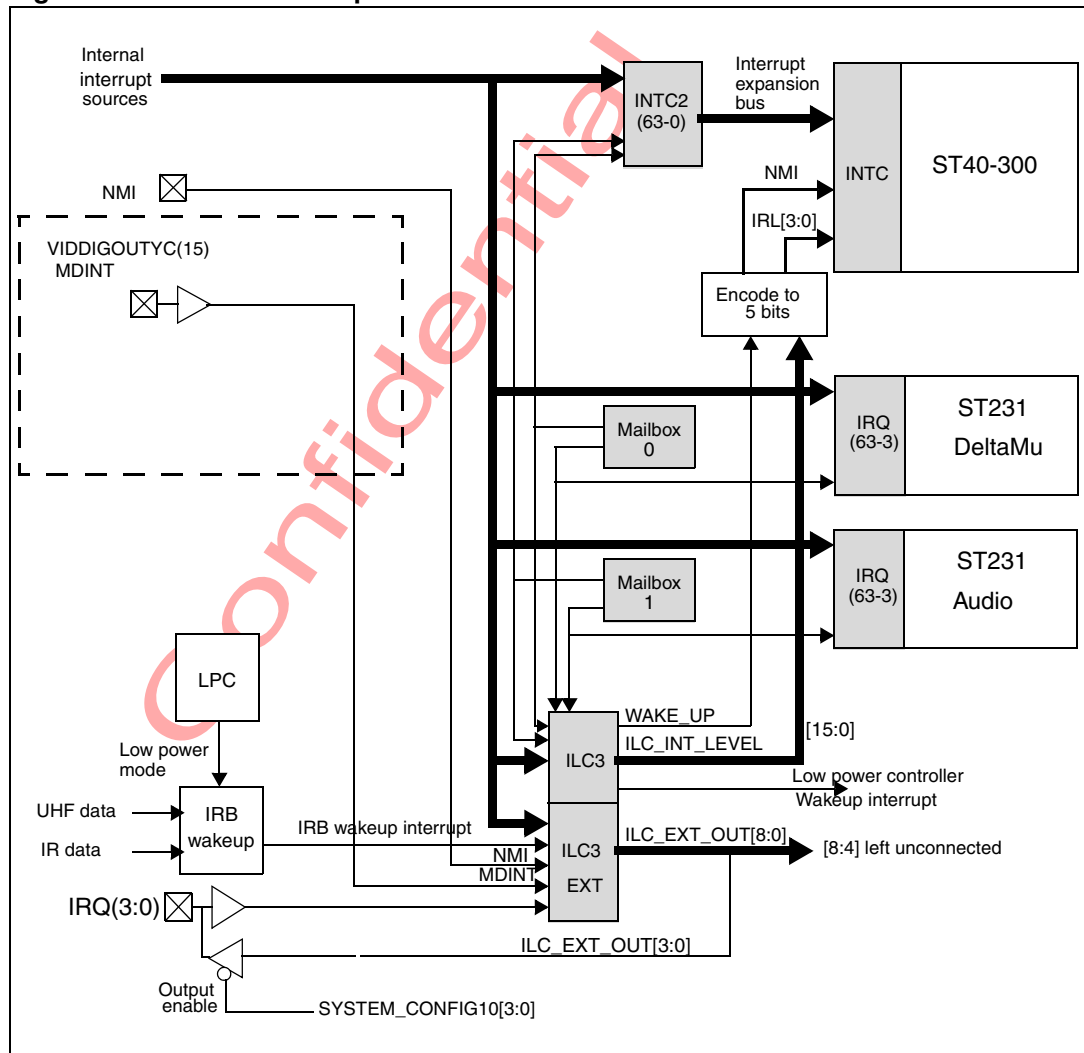 Internal
interrupt
sources
INTC2
(63-0)
Interrupt
expansion
bus
INTC
ST40-300
NMI
NMI
IRL[3:0]
VIDDIGOUTYC(15)
MDINT
Encode to
5 bits
Confidential
Mailbox
0
IRQ
(63-3)
ST231
DeltaMu
Mailbox
1
IRQ
(63-3)
ST231
Audio
LPC
Low power
mode
WAKE_UP
ILC_INT_LEVEL
[15:0]
ILC3
Low power controller
Wakeup interrupt
UHF data
IR data
IRB
wakeup
IRB wakeup interrupt
NMI
MDINT
ILC3
EXT
ILC_EXT_OUT[8:0]
[8:4] left unconnected
IRQ(3:0)
ILC_EXT_OUT[3:0]
Output
enable
SYSTEM_CONFIG10[3:0]